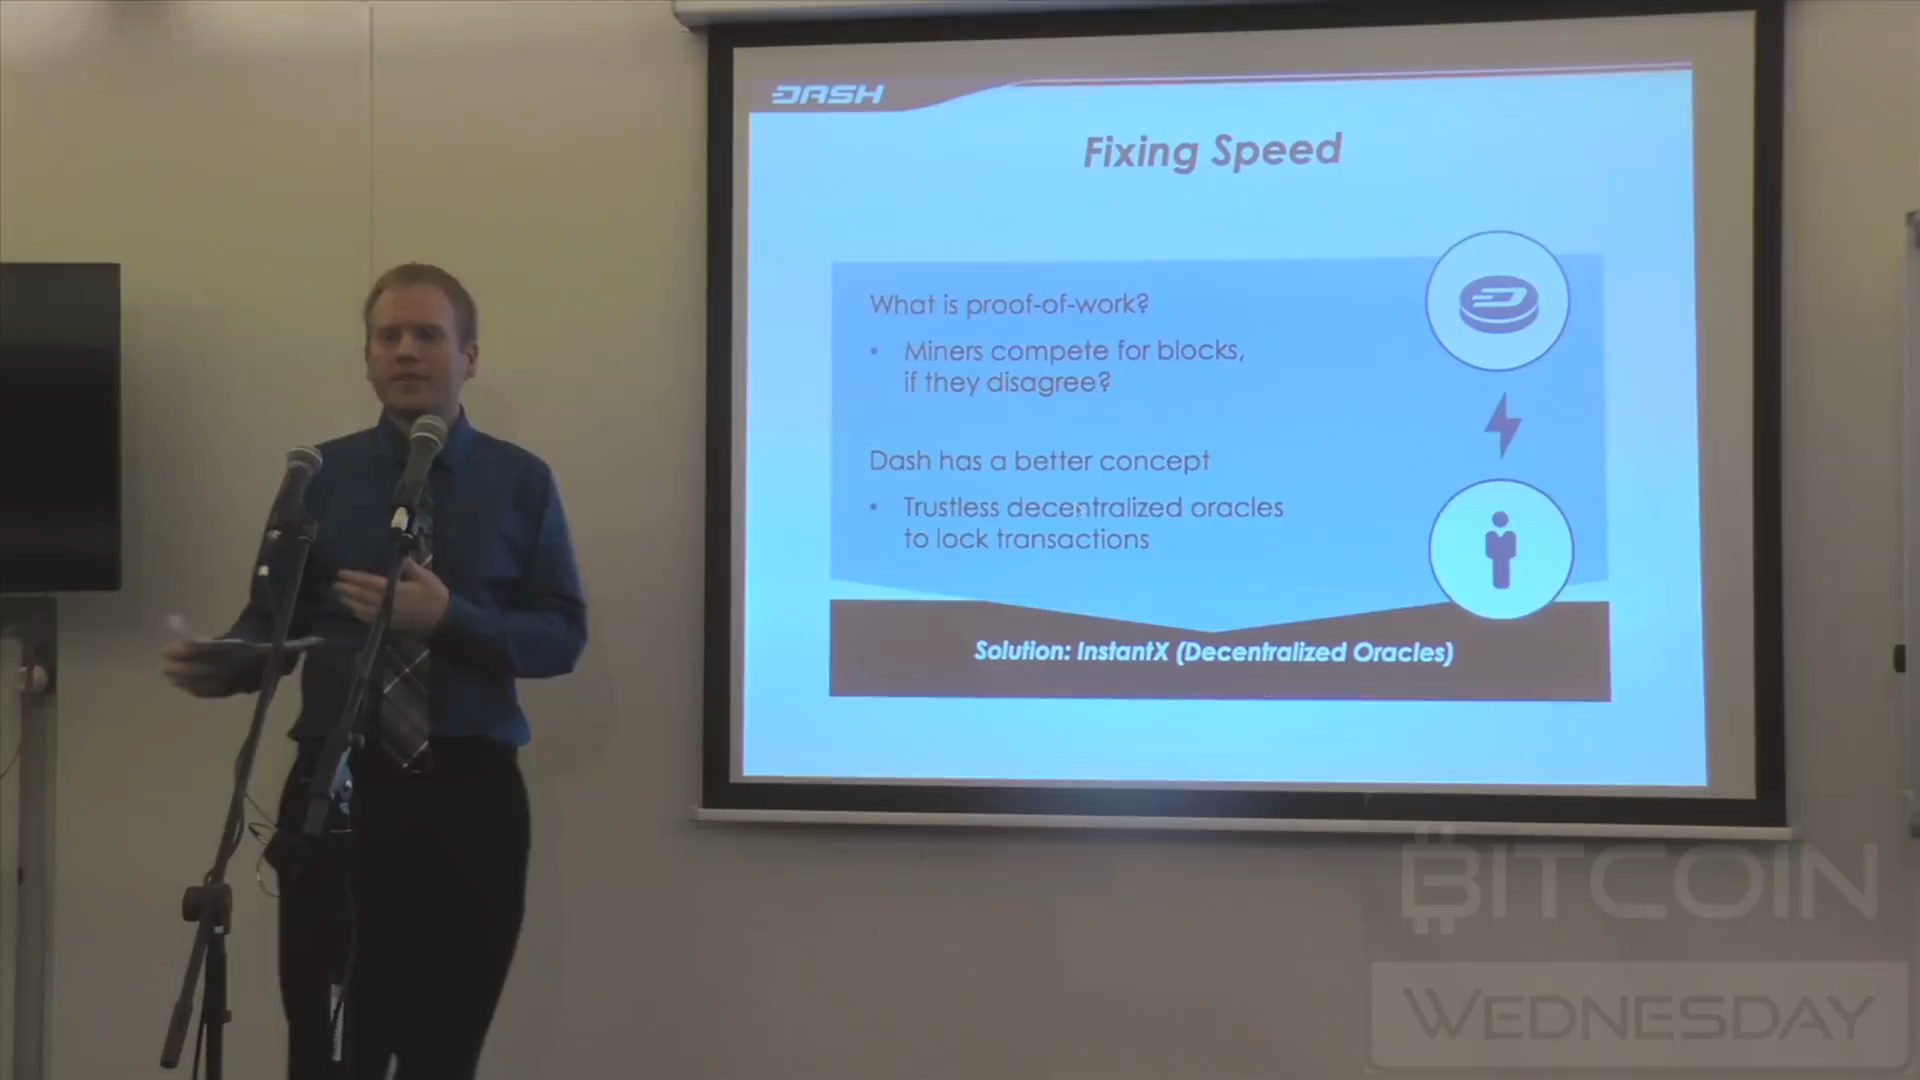 DASH
Fixing Speed
What is proof-of-work?
• Miners compete for blocks,
if they disagree?
Dash has a better concept
• Trustless decentralized oracles
to lock transactions
Solution: InstantX (Decentralized Oracles)
BITCOIN
WEDNESDAY